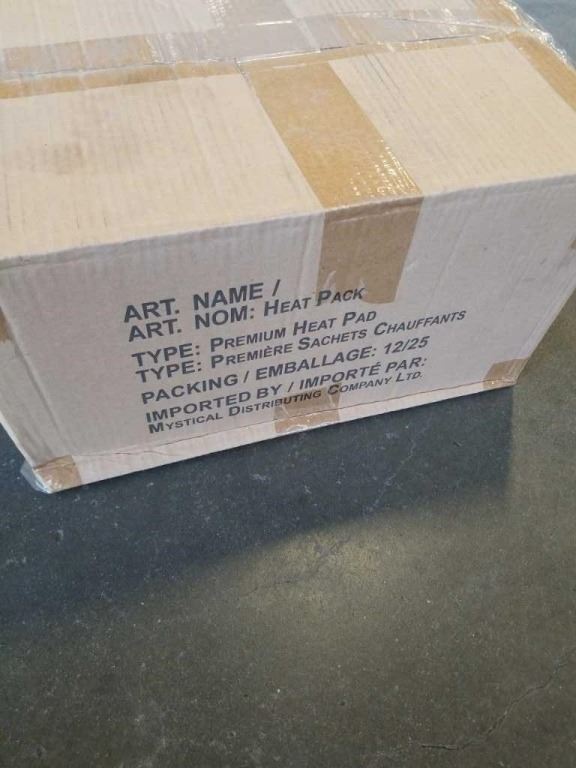 ART. NAME /
ART. NOM: HEAT PACK
TYPE: PREMIUM HEAT PAD
TYPE: PREMIÈRE SACHETS CHAUFFANTS
PACKING / EMBALLAGE: 12/25
IMPORTED BY / IMPORTÉ PAR:
MYSTICAL DISTRIBUTING COMPANY LTD.